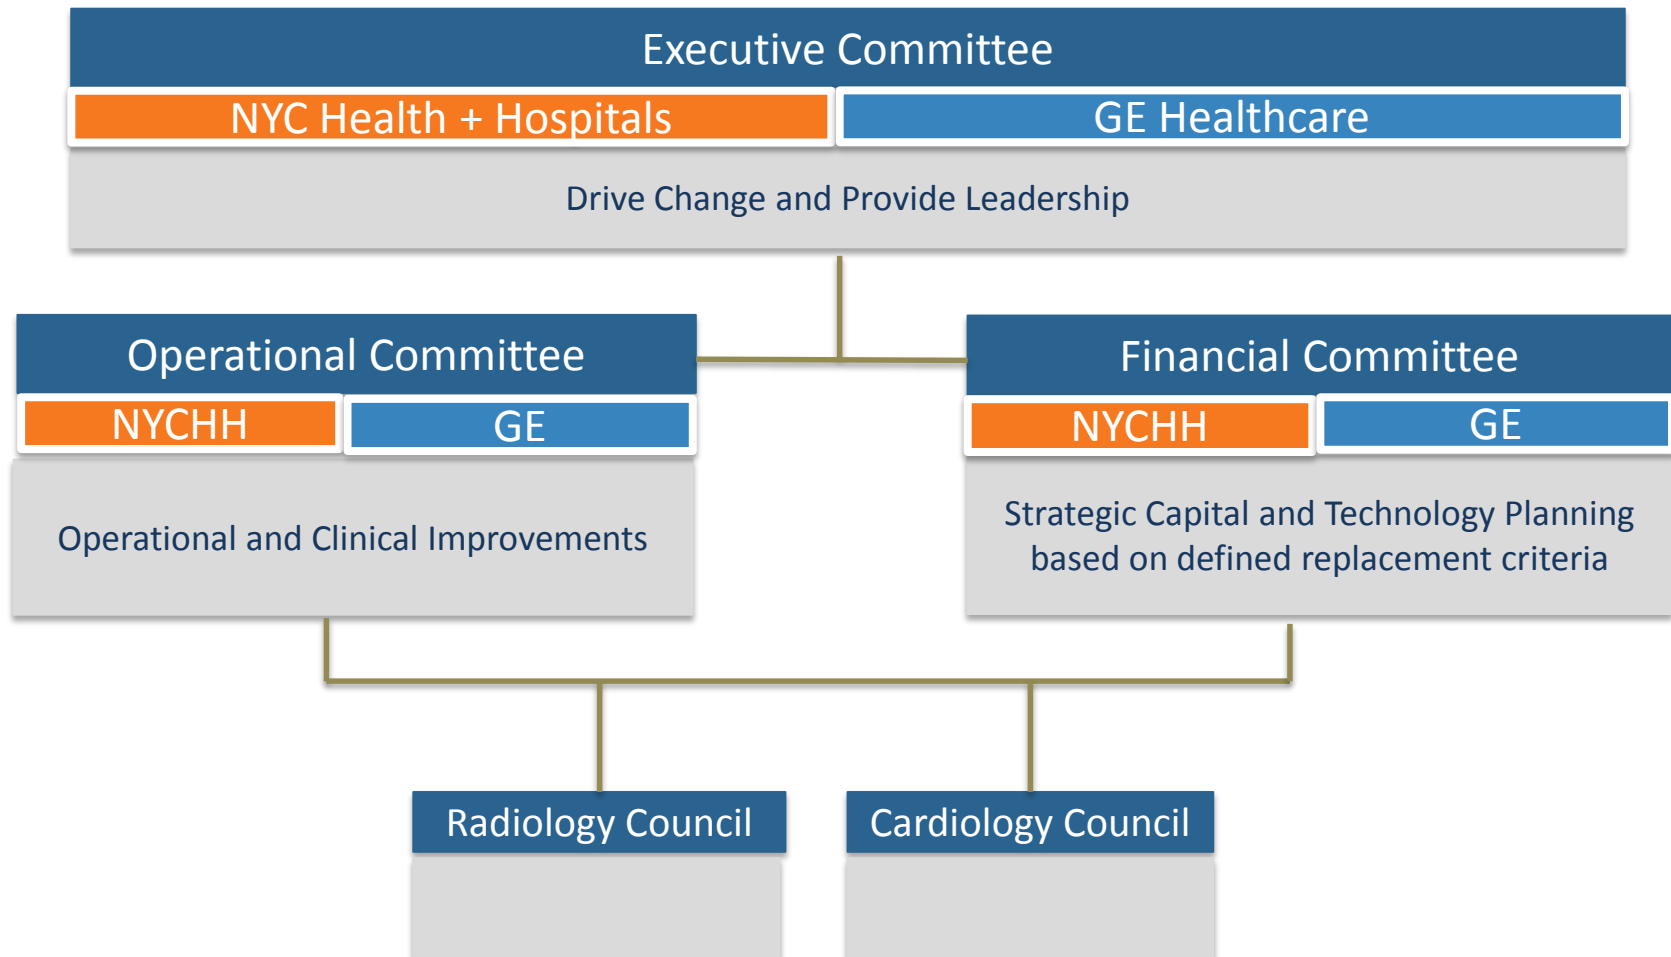 Executive Committee
NYC Health + Hospitals
GE Healthcare
Drive Change and Provide Leadership
Operational Committee
NYCHH
GE
Operational and Clinical Improvements
Financial Committee
NYCHH
GE
Strategic Capital and Technology Planning
based on defined replacement criteria
Radiology Council
Cardiology Council